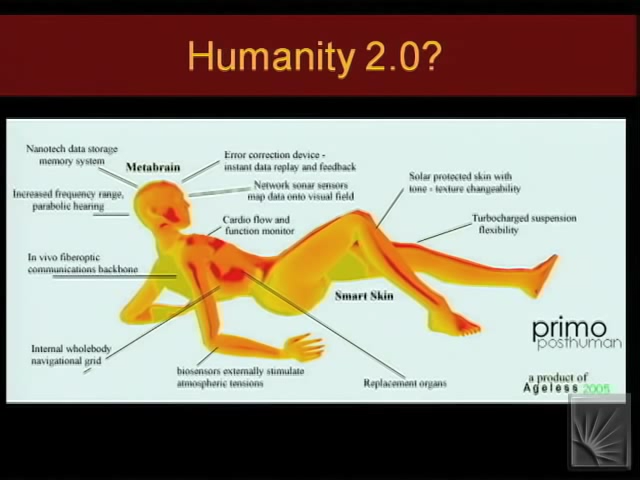 Humanity 2.0?
Nanotech data storage
memory system
Metabrain
Error correction device -
instant data replay and feedback
Solar protected skin with
tone - texture changeability
Increased frequency range,
parabolic hearing
Network sonar sensors
map data onto visual field
Cardio flow and
function monitor
Turbocharged suspension
flexibility
In vivo fiberoptic
communications backbone
Smart Skin
primo
posthuman
Internal wholebody
navigational grid
biosensors externally stimulate
atmospheric tensions
Replacement organs
a product of
Ageless 2005